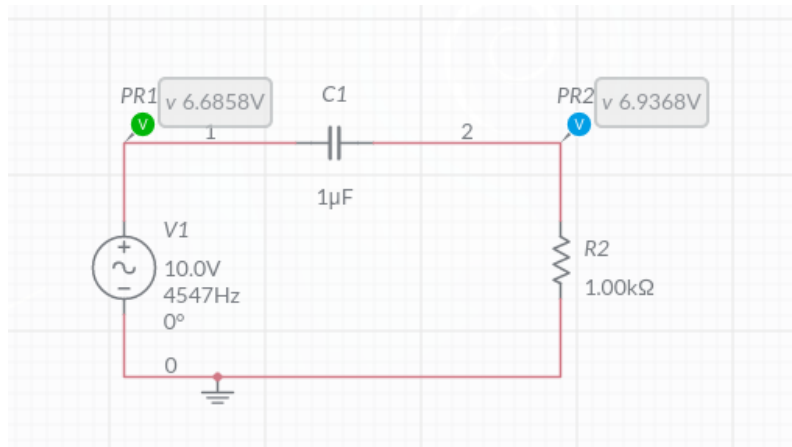 PR1 v 6.6858V
C1
PR2 v 6.9368V
V
V
1
2
1µF
V1
10.0V
4547Hz
0°
R2
1.00kΩ
0